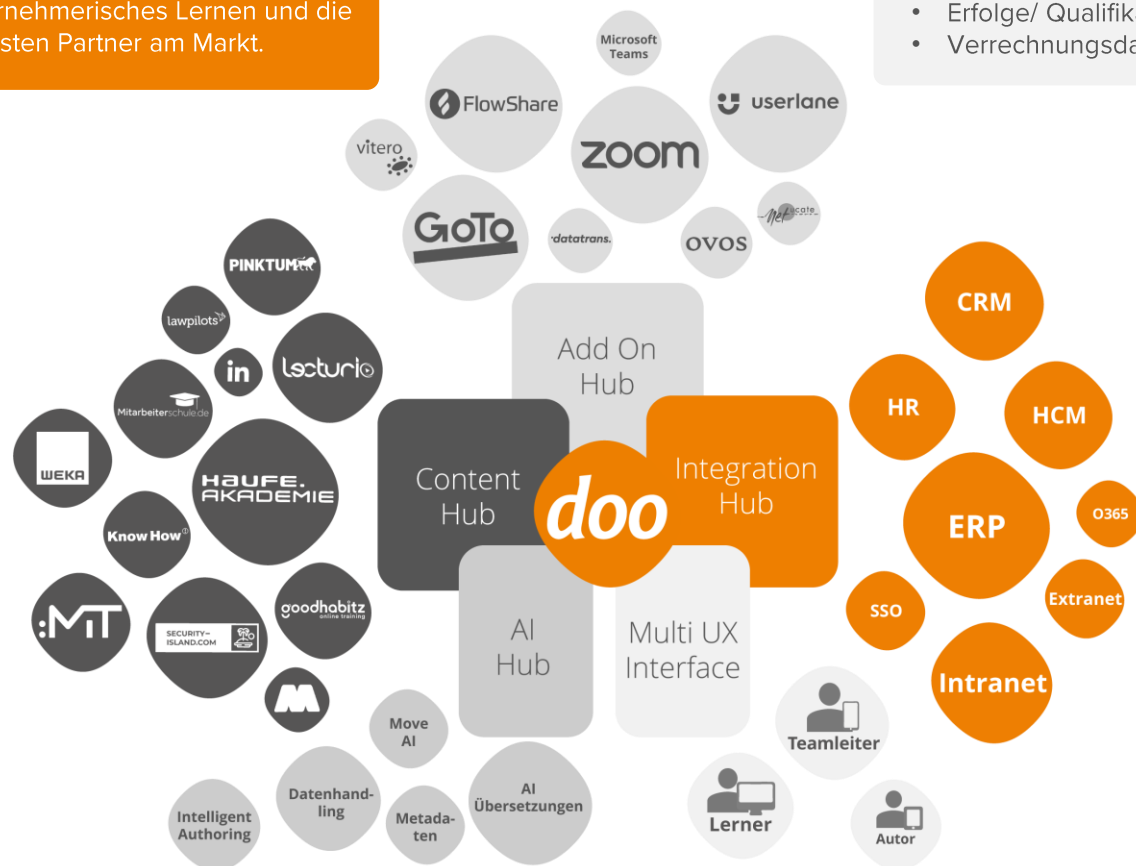 ernehmerisches Lernen und die
sten Partner am Markt.
• Erfolge/ Qualifik
• Verrechnungsda
Microsoft
Teams
FlowShare
userlane
vitero
zoom
GoTo
datatrans.
ovos
Netucate
PINKTUM
lawpilots
in
Lecturio
Mitarbeiterschule.de
WEKA
HAUFE.
AKADEMIE
Know How
:MIT
SECURITY-
ISLAND.COM
goodhabitz
online training
M
Add On
Hub
Content
Hub
doo
Integration
Hub
AI
Hub
Multi UX
Interface
CRM
HR
HCM
ERP
O365
SSO
Extranet
Intranet
Move
AI
Datenhand-
ling
AI
Übersetzungen
Intelligent
Authoring
Metada-
ten
Teamleiter
Lerner
Autor